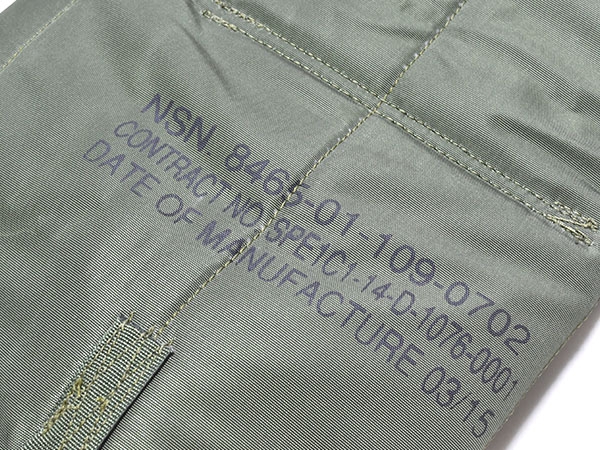 NSN 8465-01-109-0702
CONTRACT NO SPE1C1-14-D-1076-0001
DATE OF MANUFACTURE 03/15